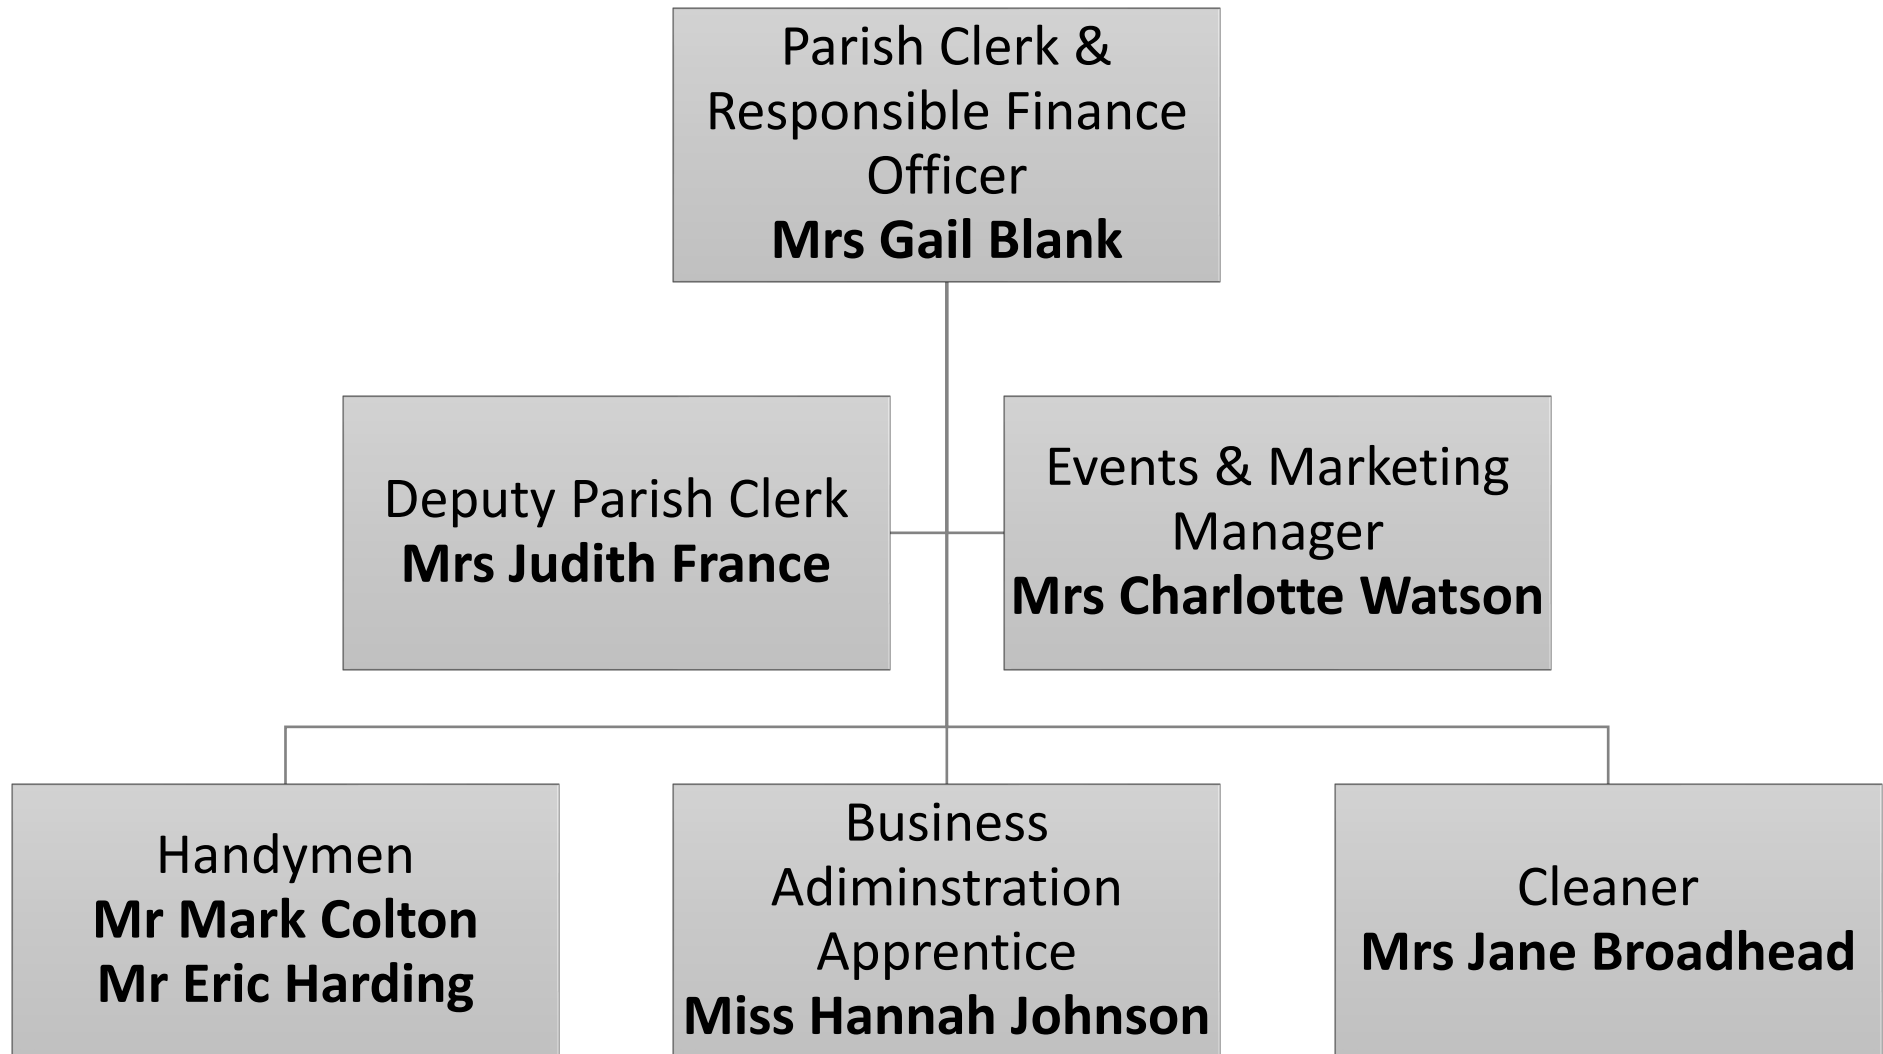 Parish Clerk &
Responsible Finance
Officer
Mrs Gail Blank
Deputy Parish Clerk
Mrs Judith France
Events & Marketing
Manager
Mrs Charlotte Watson
Handymen
Mr Mark Colton
Mr Eric Harding
Business
Adiminstration
Apprentice
Miss Hannah Johnson
Cleaner
Mrs Jane Broadhead